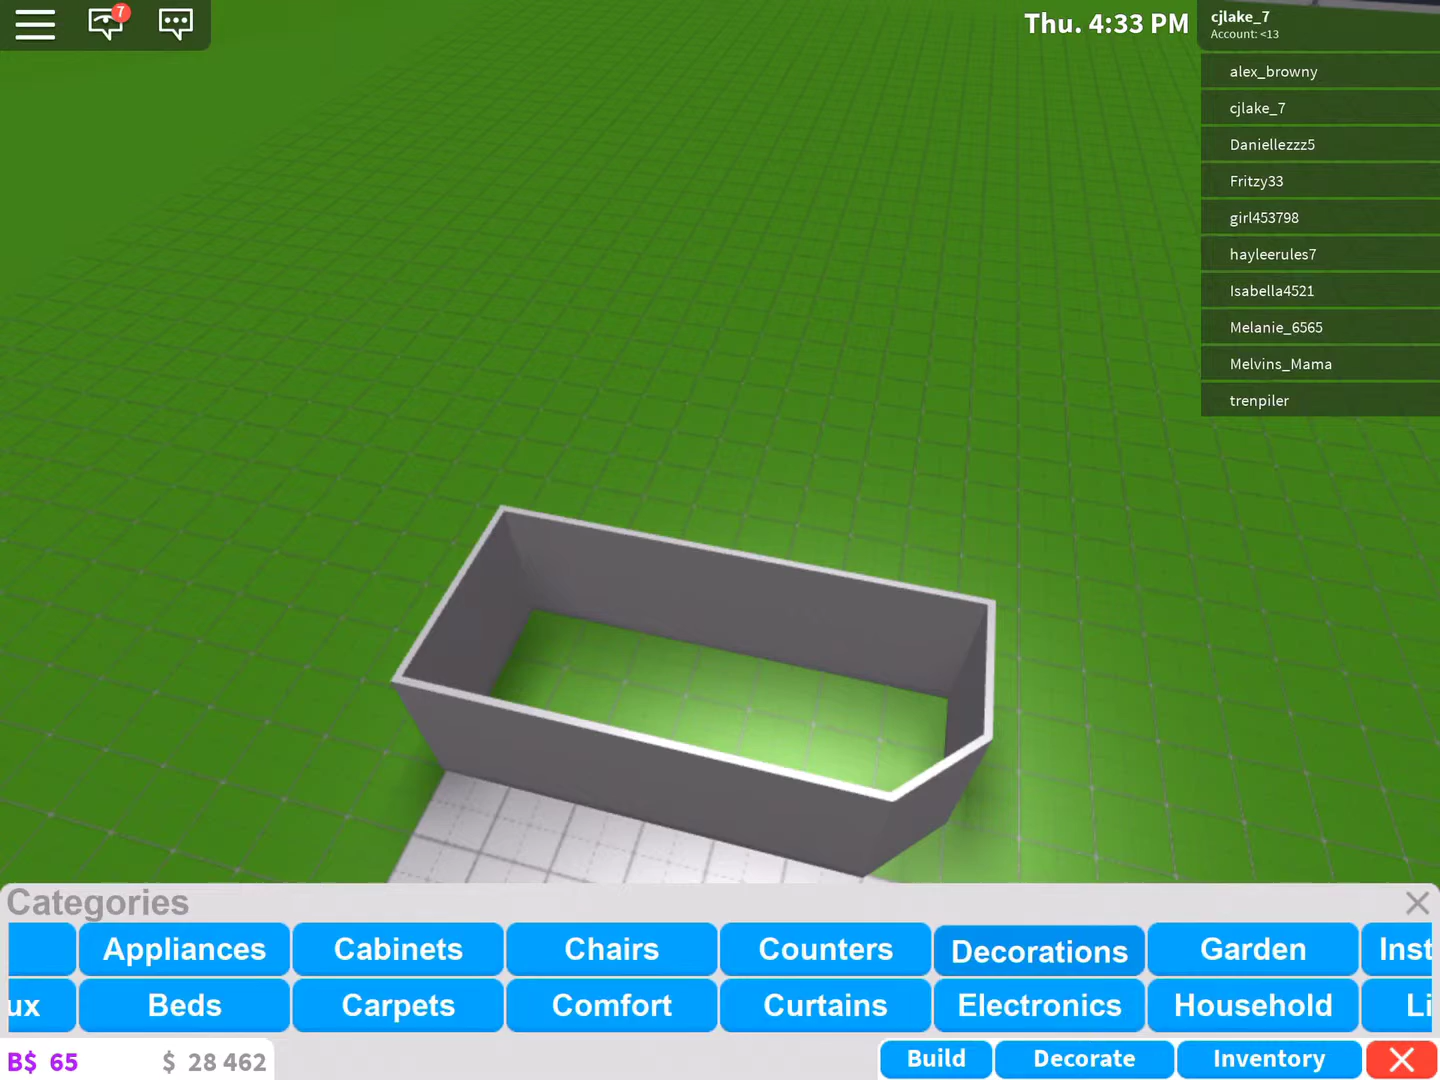 7
Thu. 4:33 PM
cjlake_7
Account: <13
alex_browny
cjlake_7
Daniellezzz5
Fritzy33
girl453798
hayleerules7
Isabella4521
Melanie_6565
Melvins_Mama
trenpiler
Categories
Appliances Cabinets Chairs Counters Decorations Garden Inst
ux Beds Carpets Comfort Curtains Electronics Household Li
B$ 65 $ 28 462 Build Decorate Inventory